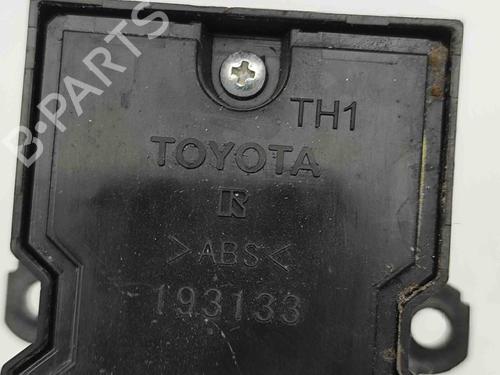 B-PARTS
TH1
TOYOTA
R
>ABS<
193133